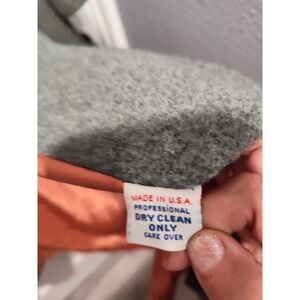 MADE IN U.S.A.
PROFESSIONAL
DRY CLEAN
ONLY
CARE OVER